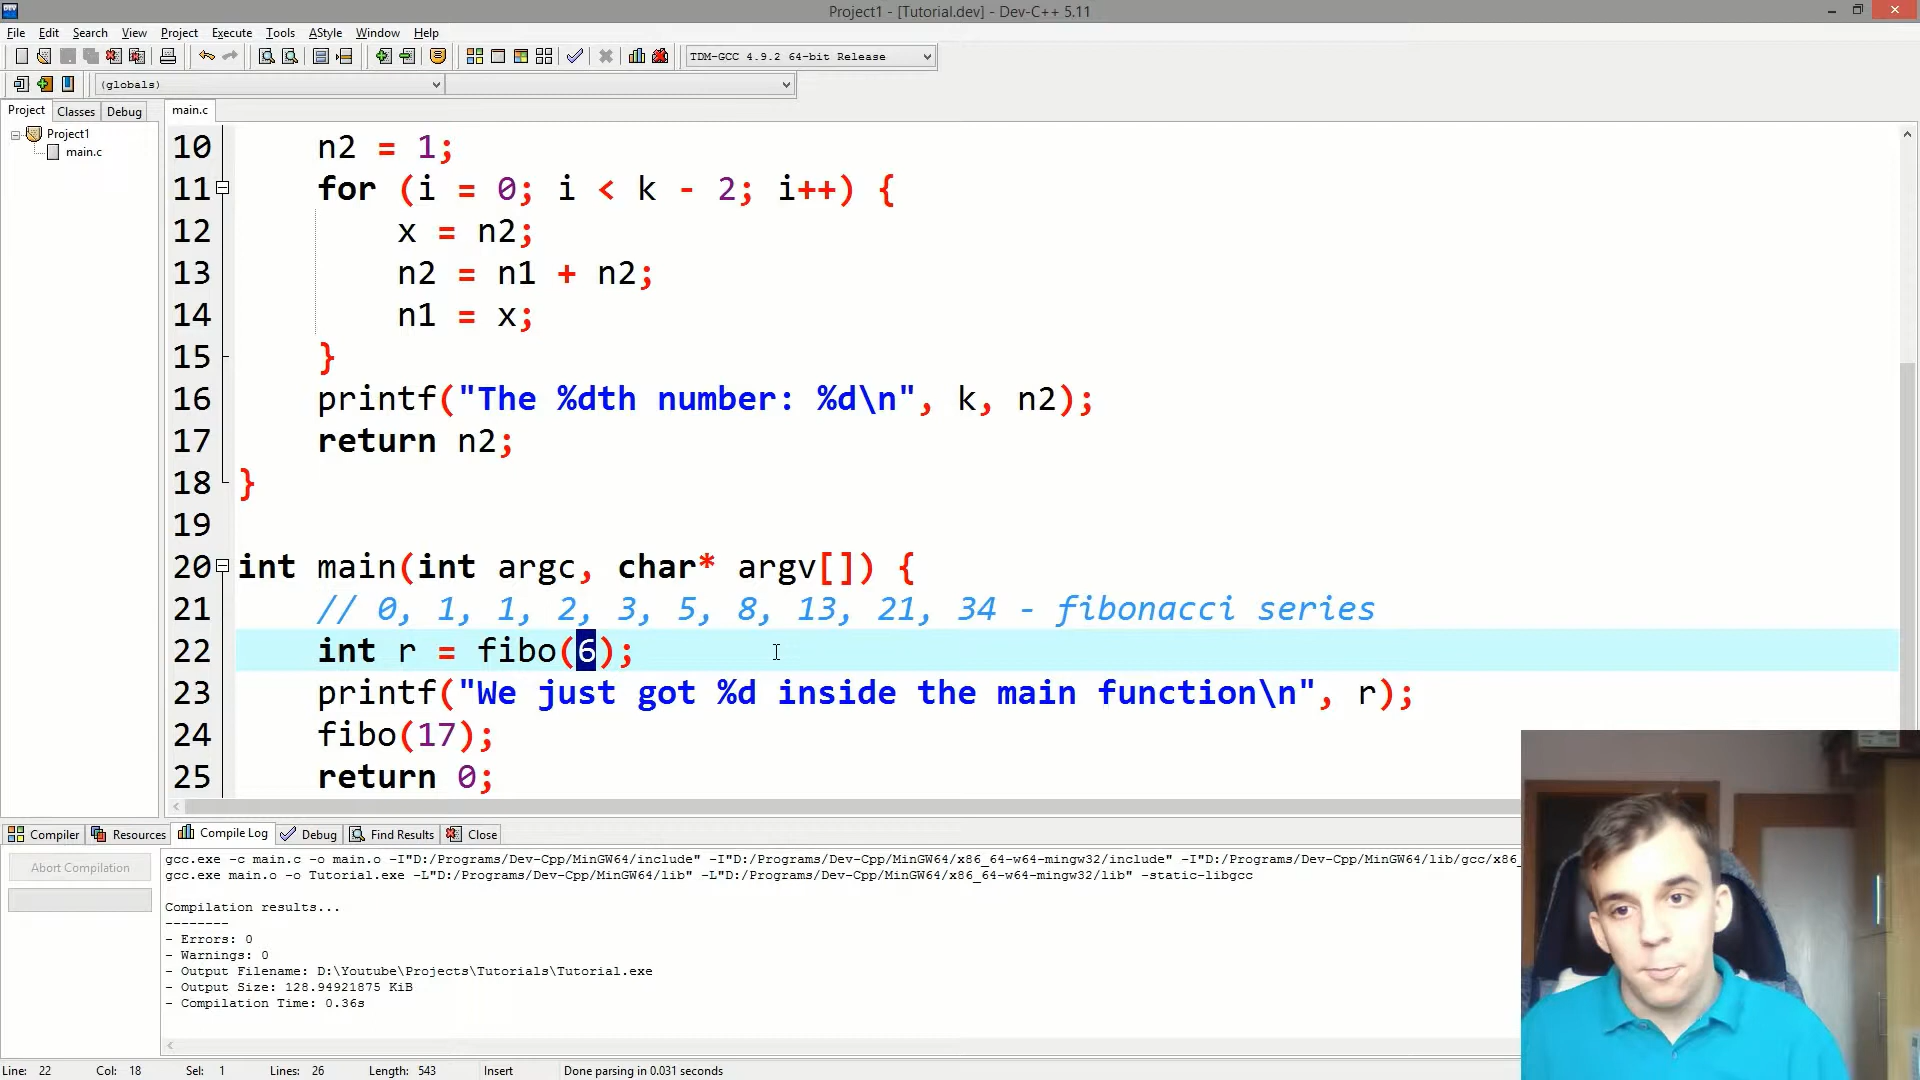 Project1 - [Tutorial.dev] - Dev-C++ 5.11
File Edit Search View Project Execute Tools AStyle Window Help
TDM-GCC 4.9.2 64-bit Release
(globals)
Project Classes Debug main.c
Project1
main.c
10 n2 = 1;
11 for (i = 0; i < k - 2; i++) {
12 x = n2;
13 n2 = n1 + n2;
14 n1 = x;
15 }
16 printf("The %dth number: %d\n", k, n2);
17 return n2;
18 }
19
20 int main(int argc, char* argv[]) {
21 // 0, 1, 1, 2, 3, 5, 8, 13, 21, 34 - fibonacci series
22 int r = fibo(6);
23 printf("We just got %d inside the main function\n", r);
24 fibo(17);
25 return 0;
Compiler Resources Compile Log Debug Find Results Close
Abort Compilation
gcc.exe -c main.c -o main.o -I"D:/Programs/Dev-Cpp/MinGW64/include" -I"D:/Programs/Dev-Cpp/MinGW64/x86_64-w64-mingw32/include" -I"D:/Programs/Dev-Cpp/MinGW64/lib/gcc/x86_
gcc.exe main.o -o Tutorial.exe -L"D:/Programs/Dev-Cpp/MinGW64/lib" -L"D:/Programs/Dev-Cpp/MinGW64/x86_64-w64-mingw32/lib" -static-libgcc
Compilation results...
--------
- Errors: 0
- Warnings: 0
- Output Filename: D:\Youtube\Projects\Tutorials\Tutorial.exe
- Output Size: 128.94921875 KiB
- Compilation Time: 0.36s
Line: 22 Col: 18 Sel: 1 Lines: 26 Length: 543 Insert Done parsing in 0.031 seconds